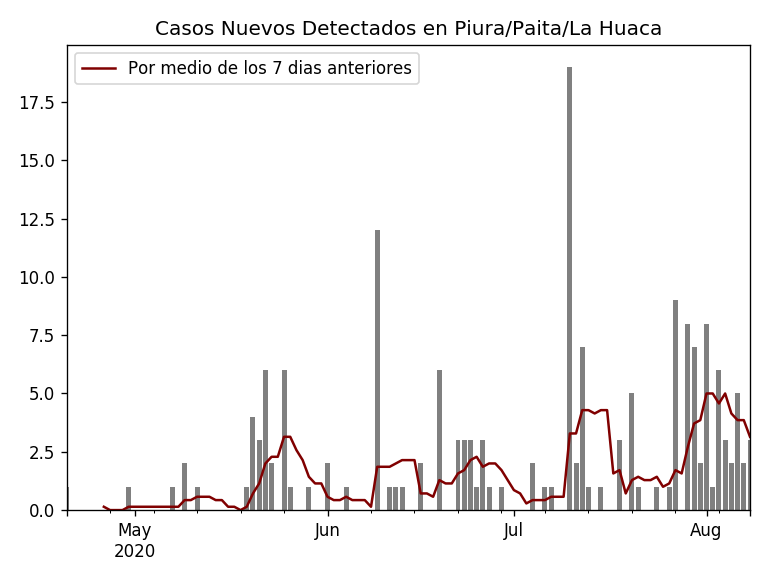 Casos Nuevos Detectados en Piura/Paita/La Huaca
Por medio de los 7 dias anteriores
17.5
15.0
12.5
10.0
7.5
5.0
2.5
0.0
May
2020
Jun
Jul
Aug